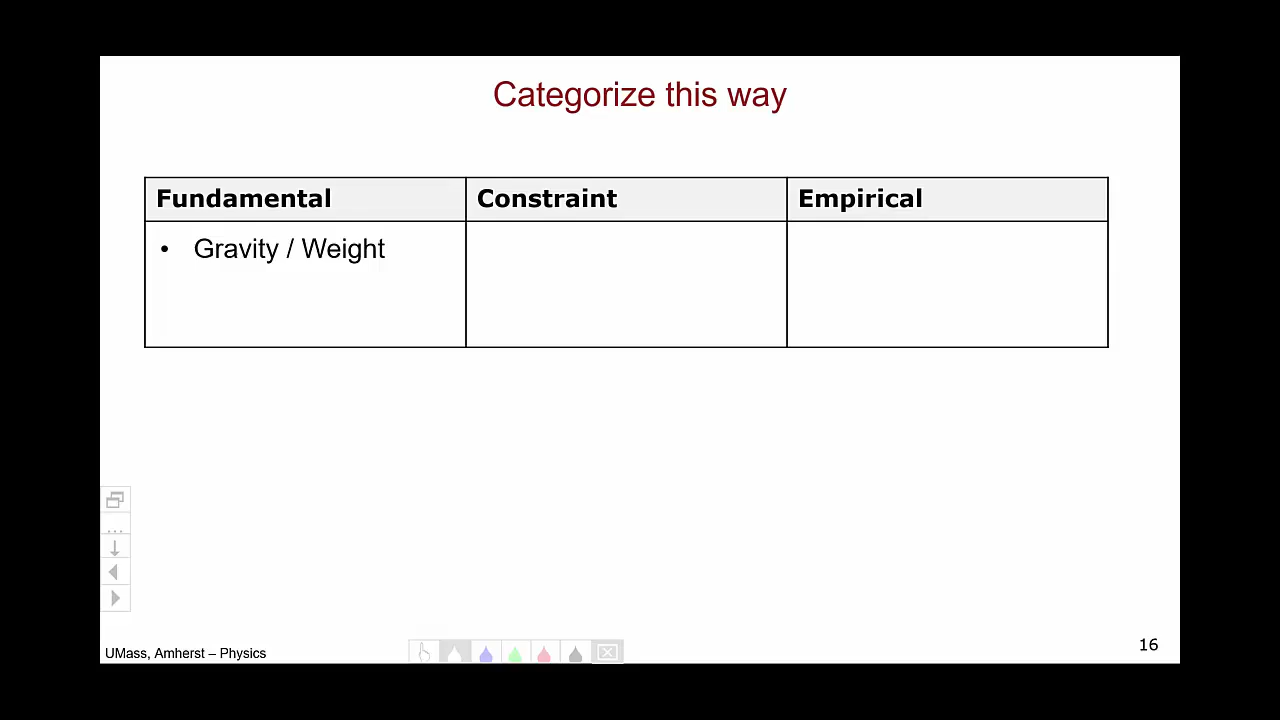 Categorize this way
Fundamental
Constraint
Empirical
• Gravity / Weight
UMass, Amherst – Physics
16